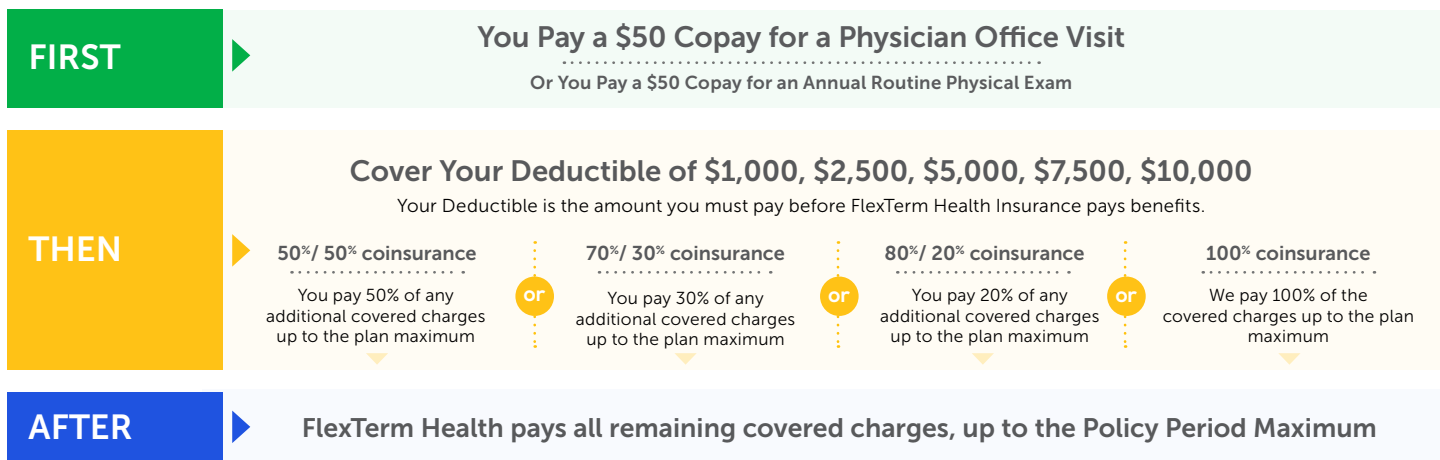 FIRST
You Pay a $50 Copay for a Physician Office Visit
Or You Pay a $50 Copay for an Annual Routine Physical Exam
THEN
Cover Your Deductible of $1,000, $2,500, $5,000, $7,500, $10,000
Your Deductible is the amount you must pay before FlexTerm Health Insurance pays benefits.
50%/ 50% coinsurance
You pay 50% of any
additional covered charges
up to the plan maximum
or
70%/ 30% coinsurance
You pay 30% of any
additional covered charges
up to the plan maximum
or
80%/ 20% coinsurance
You pay 20% of any
additional covered charges
up to the plan maximum
or
100% coinsurance
We pay 100% of the
covered charges up to the plan
maximum
AFTER
FlexTerm Health pays all remaining covered charges, up to the Policy Period Maximum